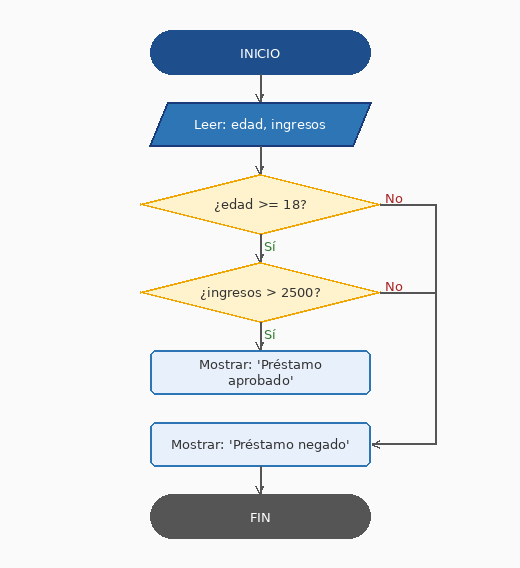 INICIO
Leer: edad, ingresos
¿edad >= 18?
No
Sí
¿ingresos > 2500?
No
Sí
Mostrar: 'Préstamo
aprobado'
Mostrar: 'Préstamo negado'
FIN